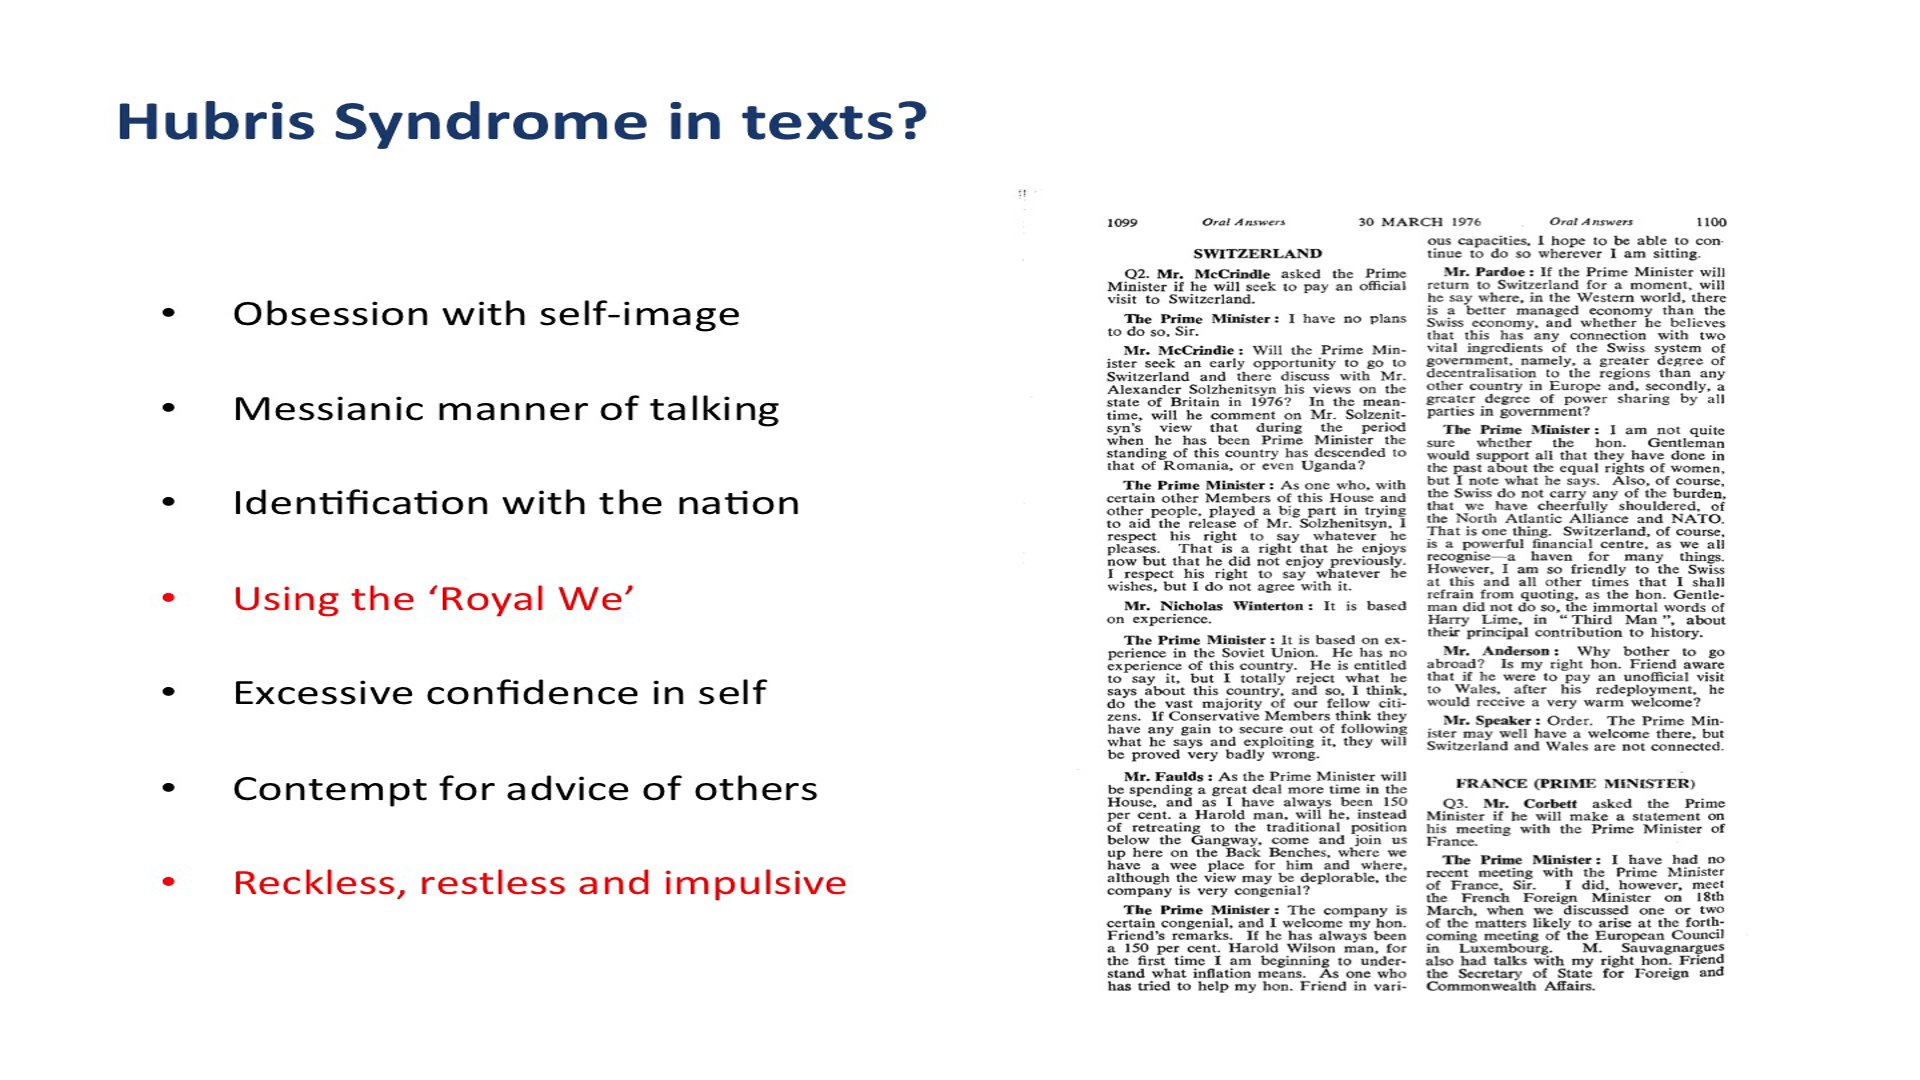 Hubris Syndrome in texts?
• Obsession with self-image
• Messianic manner of talking
• Identification with the nation
• Using the ‘Royal We’
• Excessive confidence in self
• Contempt for advice of others
• Reckless, restless and impulsive
1099 Oral Answers 30 MARCH 1976 Oral Answers 1100
SWITZERLAND
Q2. Mr. McCrindle asked the Prime
Minister if he will seek to pay an official
visit to Switzerland.
The Prime Minister: I have no plans
to do so, Sir.
Mr. McCrindle: Will the Prime Min-
ister seek an early opportunity to go to
Switzerland and there discuss with Mr.
Alexander Solzhenitsyn his views on the
state of Britain in 1976? In the mean-
time, will he comment on Mr. Solzenit-
syn's view that during the period
when he has been Prime Minister the
standing of this country has descended to
that of Romania, or even Uganda?
The Prime Minister: As one who, with
certain other Members of this House and
other people, played a big part in trying
to aid the release of Mr. Solzhenitsyn, I
respect his right to say whatever he
pleases. That is a right that he enjoys
now but that he did not enjoy previously.
I respect his right to say whatever he
wishes, but I do not agree with it.
Mr. Nicholas Winterton: It is based
on experience.
The Prime Minister: It is based on ex-
perience in the Soviet Union. He has no
experience of this country. He is entitled
to say it, but I totally reject what he
says about this country, and so, I think,
do the vast majority of our fellow citi-
zens. If Conservative Members think they
have any gain to secure out of following
what he says and exploiting it, they will
be proved very badly wrong.
Mr. Faulds: As the Prime Minister will
be spending a great deal more time in the
House, and as I have always been 150
per cent. a Harold man, will he, instead
of retreating to the traditional position
below the Gangway, come and join us
up here on the Back Benches, where we
have a wee place for him and where,
although the view may be deplorable, the
company is very congenial?
The Prime Minister: The company is
certain congenial, and I welcome my hon.
Friend's remarks. If he has always been
a 150 per cent. Harold Wilson man, for
the first time I am beginning to under-
stand what inflation means. As one who
has tried to help my hon. Friend in vari-
ous capacities, I hope to be able to con-
tinue to do so wherever I am sitting.
Mr. Pardoe: If the Prime Minister will
return to Switzerland for a moment, will
he say where, in the Western world, there
is a better managed economy than the
Swiss economy, and whether he believes
that this has any connection with two
vital ingredients of the Swiss system of
government, namely, a greater degree of
decentralisation to the regions than any
other country in Europe and, secondly, a
greater degree of power sharing by all
parties in government?
The Prime Minister: I am not quite
sure whether the hon. Gentleman
would support all that they have done in
the past about the equal rights of women,
but I note what he says. Also, of course,
the Swiss do not carry any of the burden,
that we have cheerfully shouldered, of
the North Atlantic Alliance and NATO.
That is one thing. Switzerland, of course,
is a powerful financial centre, as we all
recognise—a haven for many things.
However, I am so friendly to the Swiss
at this and all other times that I shall
refrain from quoting, as the hon. Gentle-
man did not do so, the immortal words of
Harry Lime, in "Third Man", about
their principal contribution to history.
Mr. Anderson: Why bother to go
abroad? Is my right hon. Friend aware
that if he were to pay an unofficial visit
to Wales, after his redeployment, he
would receive a very warm welcome?
Mr. Speaker: Order. The Prime Min-
ister may well have a welcome there, but
Switzerland and Wales are not connected.
FRANCE (PRIME MINISTER)
Q3. Mr. Corbett asked the Prime
Minister if he will make a statement on
his meeting with the Prime Minister of
France.
The Prime Minister: I have had no
recent meeting with the Prime Minister
of France, Sir. I did, however, meet
the French Foreign Minister on 18th
March, when we discussed one or two
of the matters likely to arise at the forth-
coming meeting of the European Council
in Luxembourg. M. Sauvagnargues
also had talks with my right hon. Friend
the Secretary of State for Foreign and
Commonwealth Affairs.